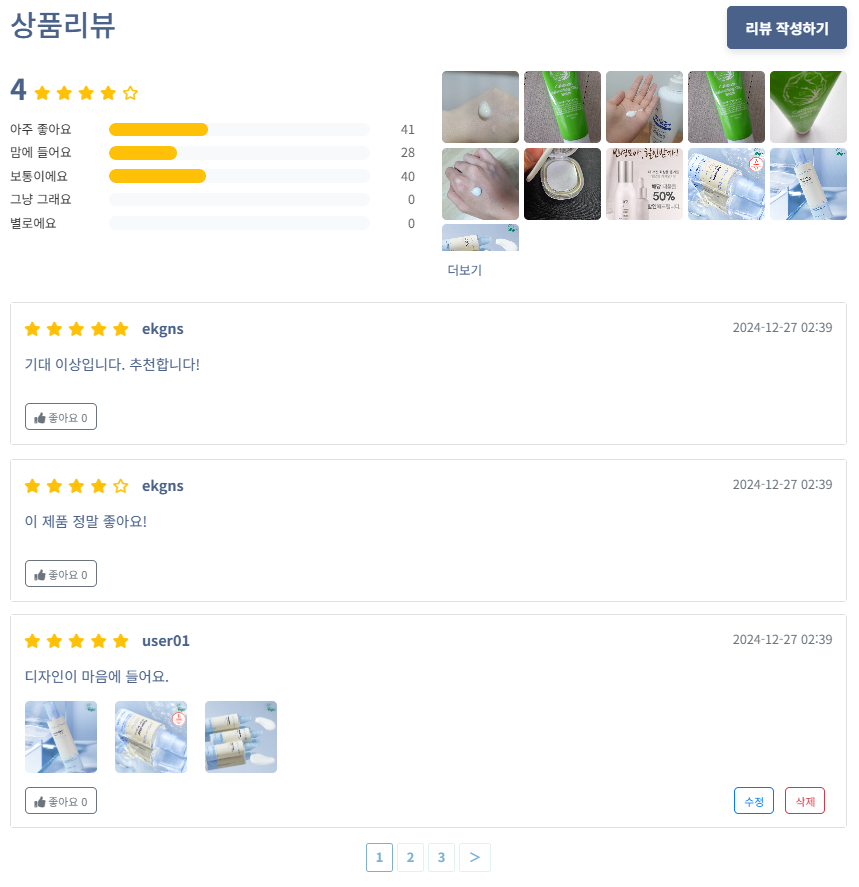 상품리뷰
리뷰 작성하기
4
아주 좋아요 41
맘에 들어요 28
보통이에요 40
그냥 그래요 0
별로에요 0
50%
더보기
ekgns 2024-12-27 02:39
기대 이상입니다. 추천합니다!
좋아요 0
ekgns 2024-12-27 02:39
이 제품 정말 좋아요!
좋아요 0
user01 2024-12-27 02:39
디자인이 마음에 들어요.
좋아요 0
수정 삭제
1 2 3 >